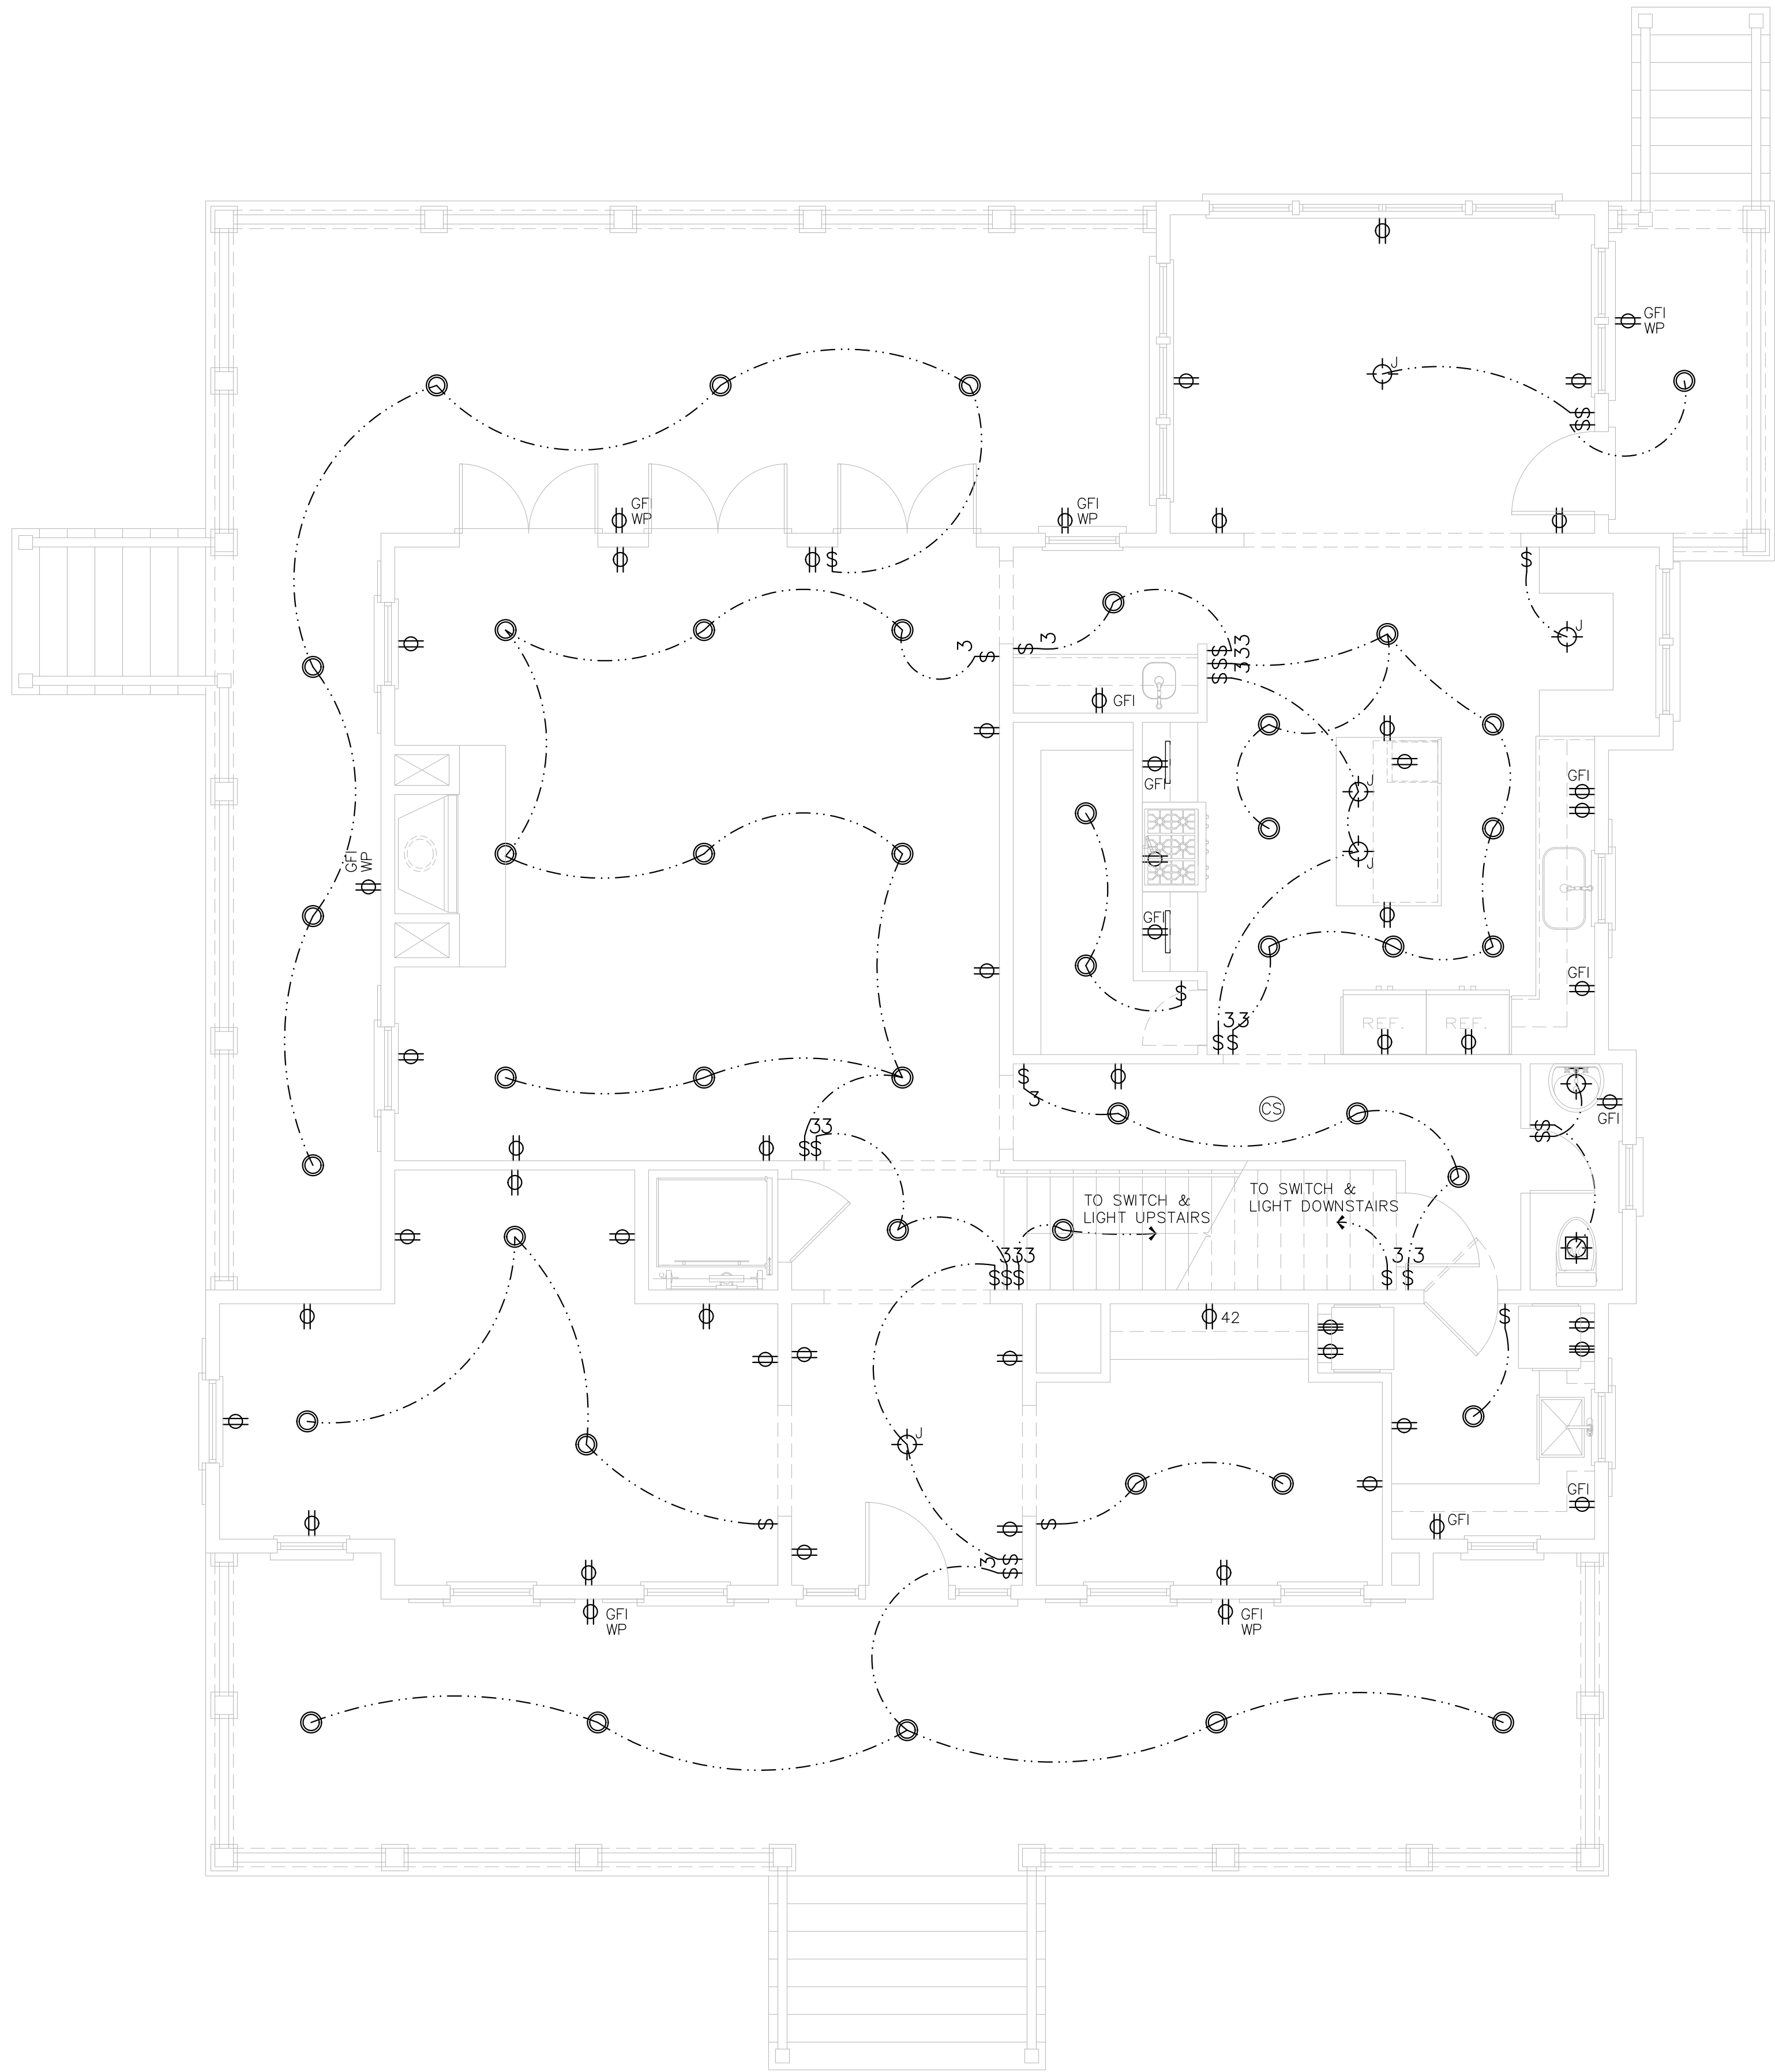 GFI
WP
J
$$
GFI
WP
GFI
WP
$
$
J
3
$
3
$
333
$$$
GFI
GFI
J
GFI
J
GFI
WP
GFI
GFI
$
33
$$
REF.
REF.
$
3
CS
GFI
33
$$
$$
TO SWITCH &
LIGHT UPSTAIRS
TO SWITCH &
LIGHT DOWNSTAIRS
333
$$$
3
$
3
$
42
$
J
GFI
GFI
$
$
3
$$
GFI
WP
GFI
WP